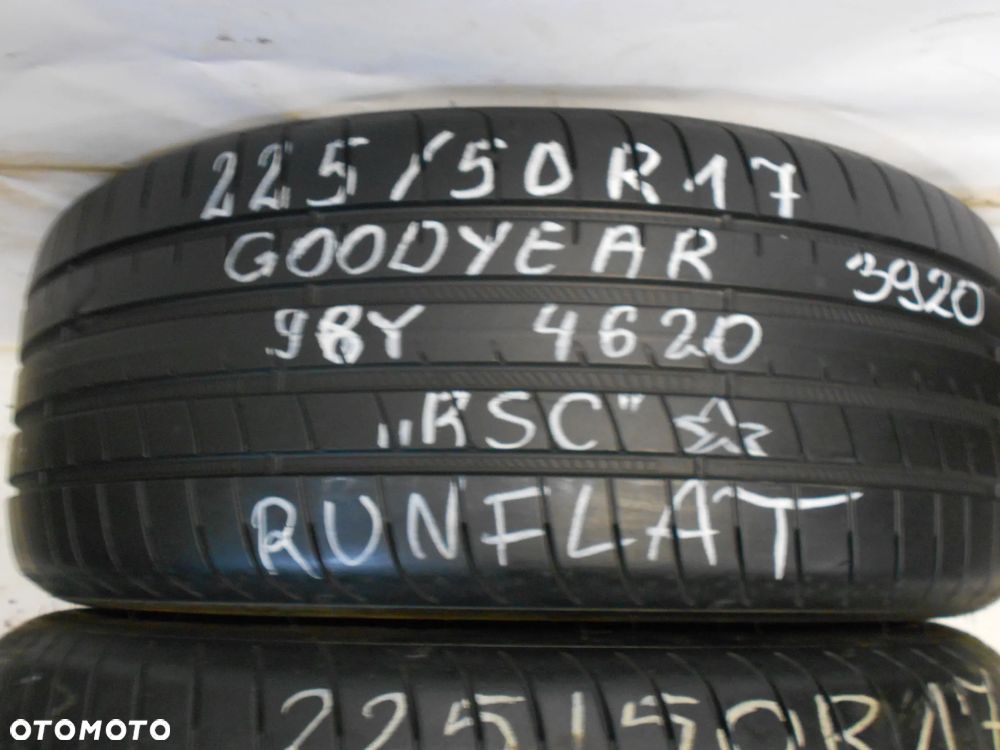 225/50R17
GOODYEAR
3920
98Y 4620
„RSC" ☆
RUNFLAT
225/50R17
OTOMOTO